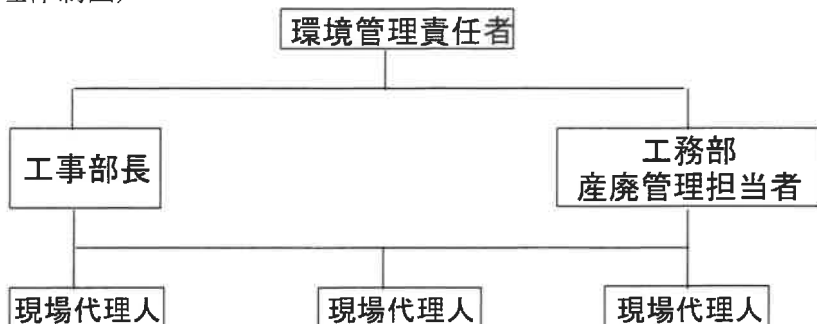 環境管理責任者
工事部長
工務部
産廃管理担当者
現場代理人
現場代理人
現場代理人